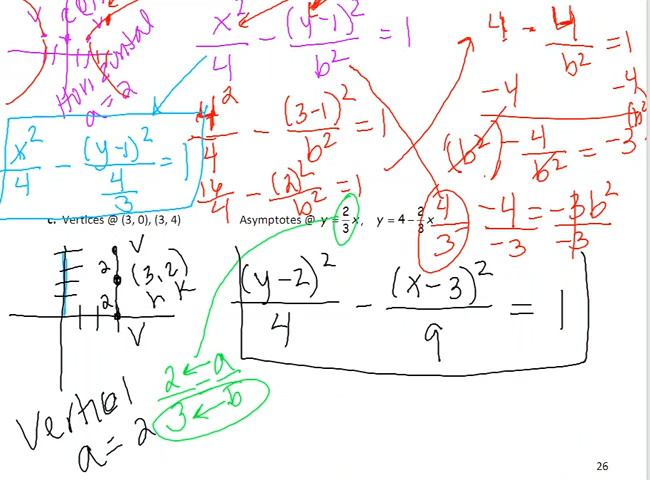 V V
Horizontal
a=2
x²/4 - (y-1)²/b² = 1
4 - 4/b² = 1
-4 -4
(b²) - 4/b² = -3 (b²
4/3 -4/-3 = -3b²/-3
4²/4 - (3-1)²/b² = 1
16/4 - (2)²/b² = 1
x²/4 - (y-1)²/(4/3) = 1
c. Vertices @ (3, 0), (3, 4) Asymptotes @ y = 2/3 x, y = 4 - 2/3 x
V
2 (3, 2)
2 h k
V
(y-2)²/4 - (x-3)²/9 = 1
2 ← a
3 ← b
Vertical
a = 2
26